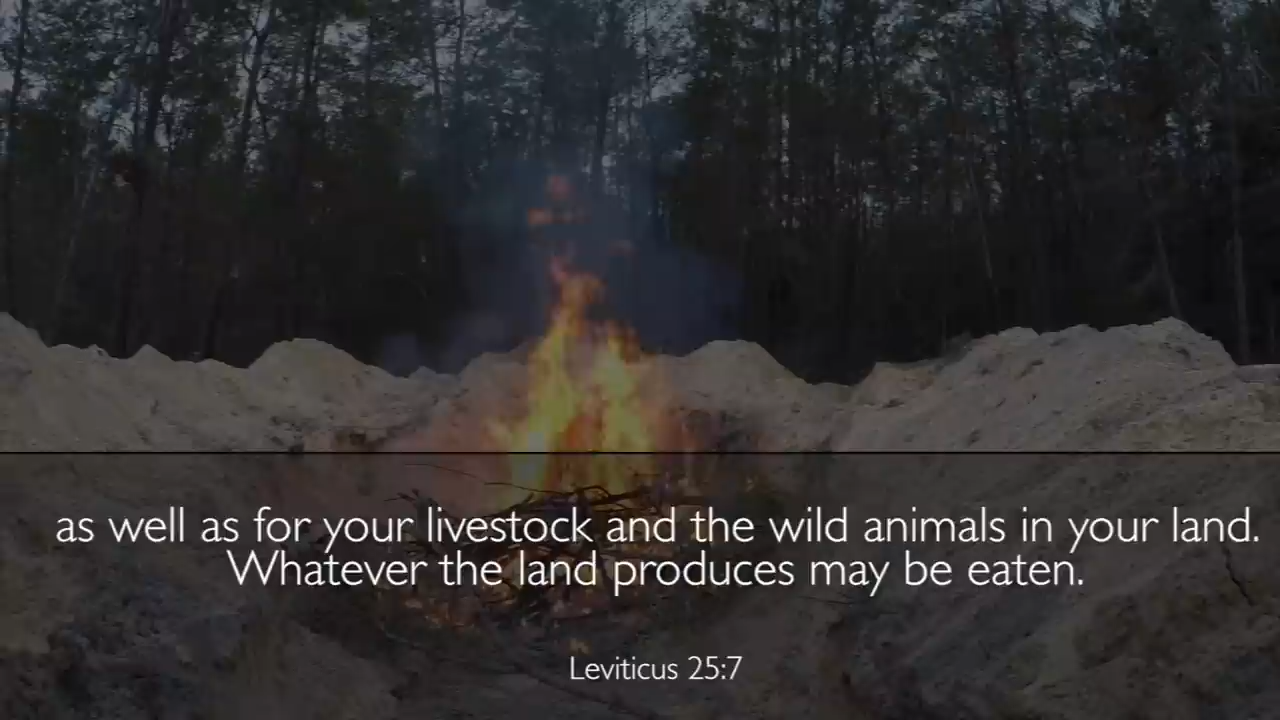 as well as for your livestock and the wild animals in your land.
Whatever the land produces may be eaten.
Leviticus 25:7